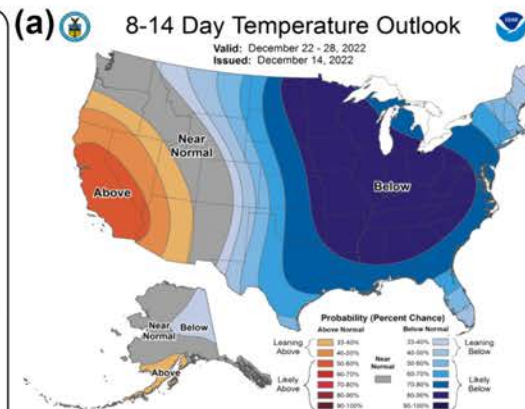 (a)
8-14 Day Temperature Outlook
Valid: December 22 - 28, 2022
Issued: December 14, 2022
Near
Normal
Above
Below
Near
Normal
Below
Above
Probability (Percent Chance)
Above Normal
Below Normal
Leaning
Above
33-40%
40-50%
Near
Normal
33-40%
40-50%
Leaning
Below
Likely
Above
50-60%
60-70%
70-80%
80-90%
90-100%
50-60%
60-70%
70-80%
80-90%
90-100%
Likely
Below